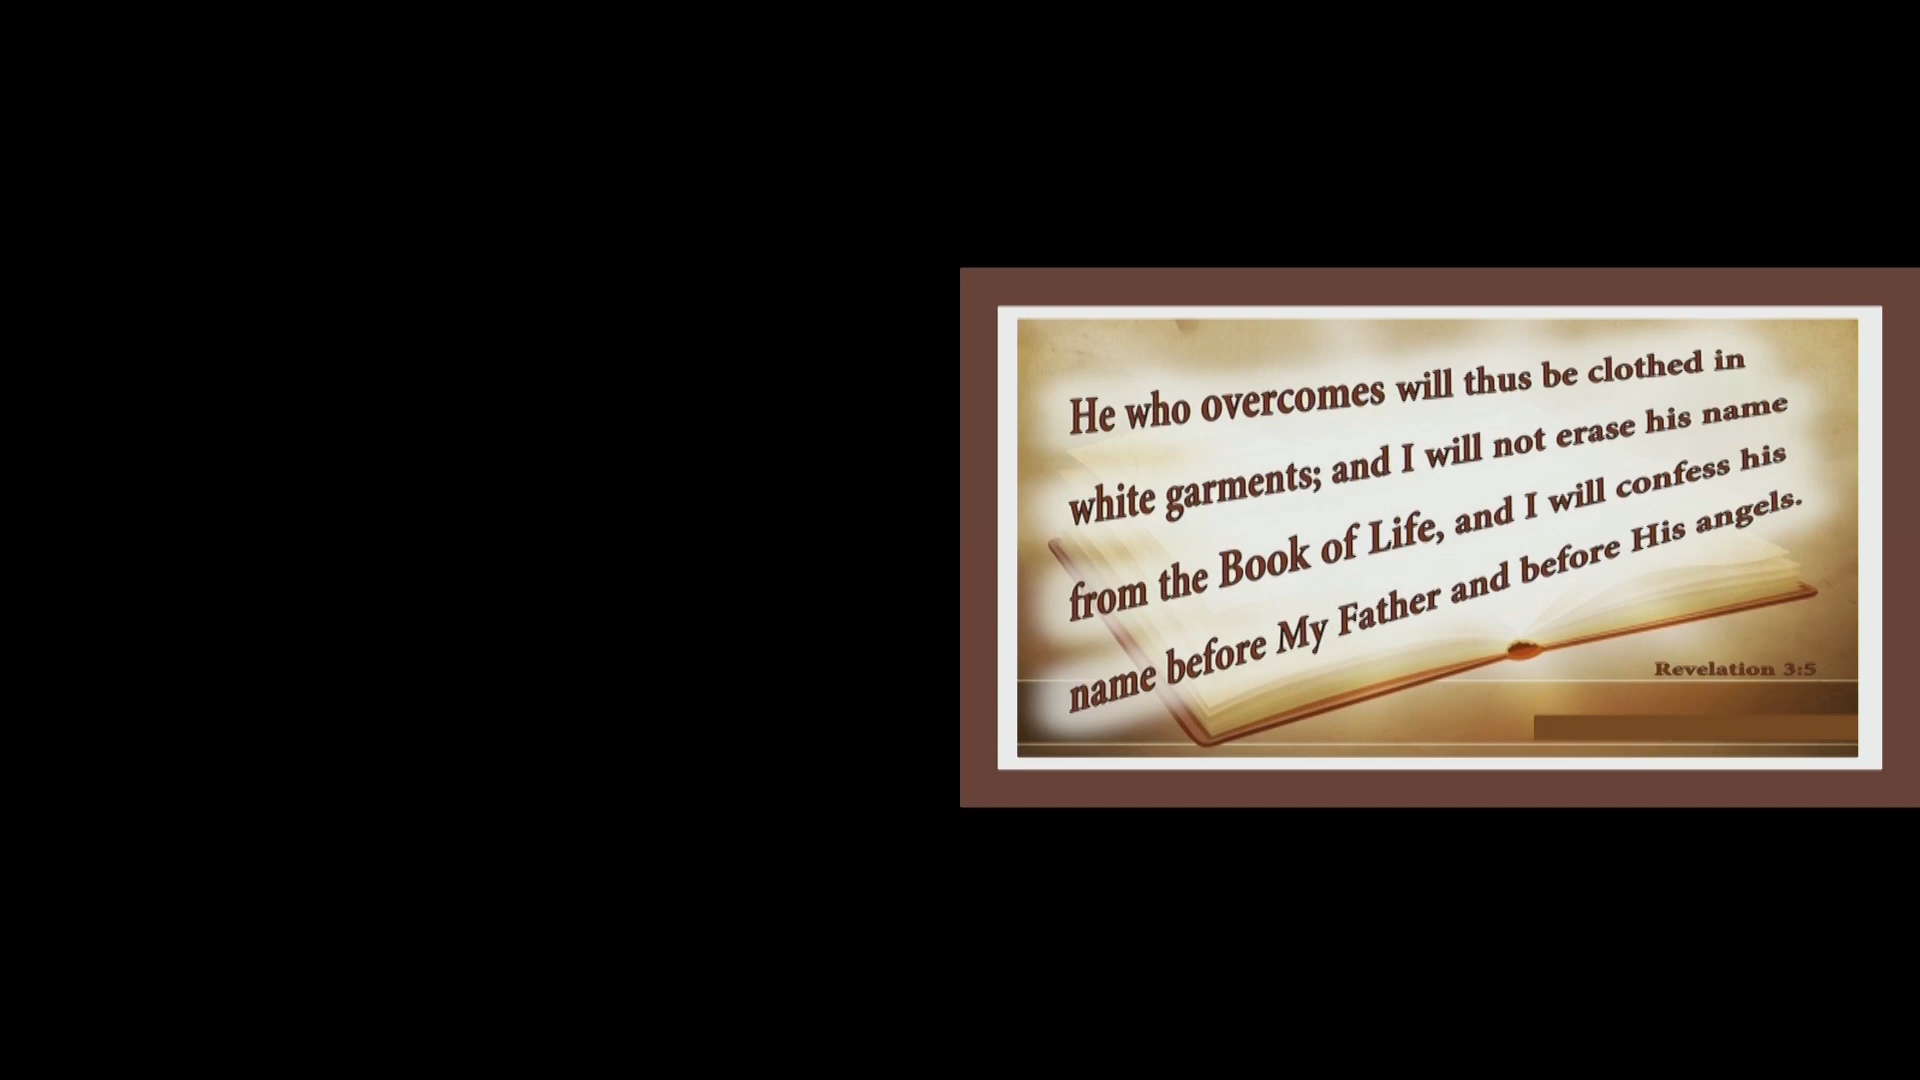 He who overcomes will thus be clothed in
white garments; and I will not erase his name
from the Book of Life, and I will confess his
name before My Father and before His angels.
Revelation 3:5